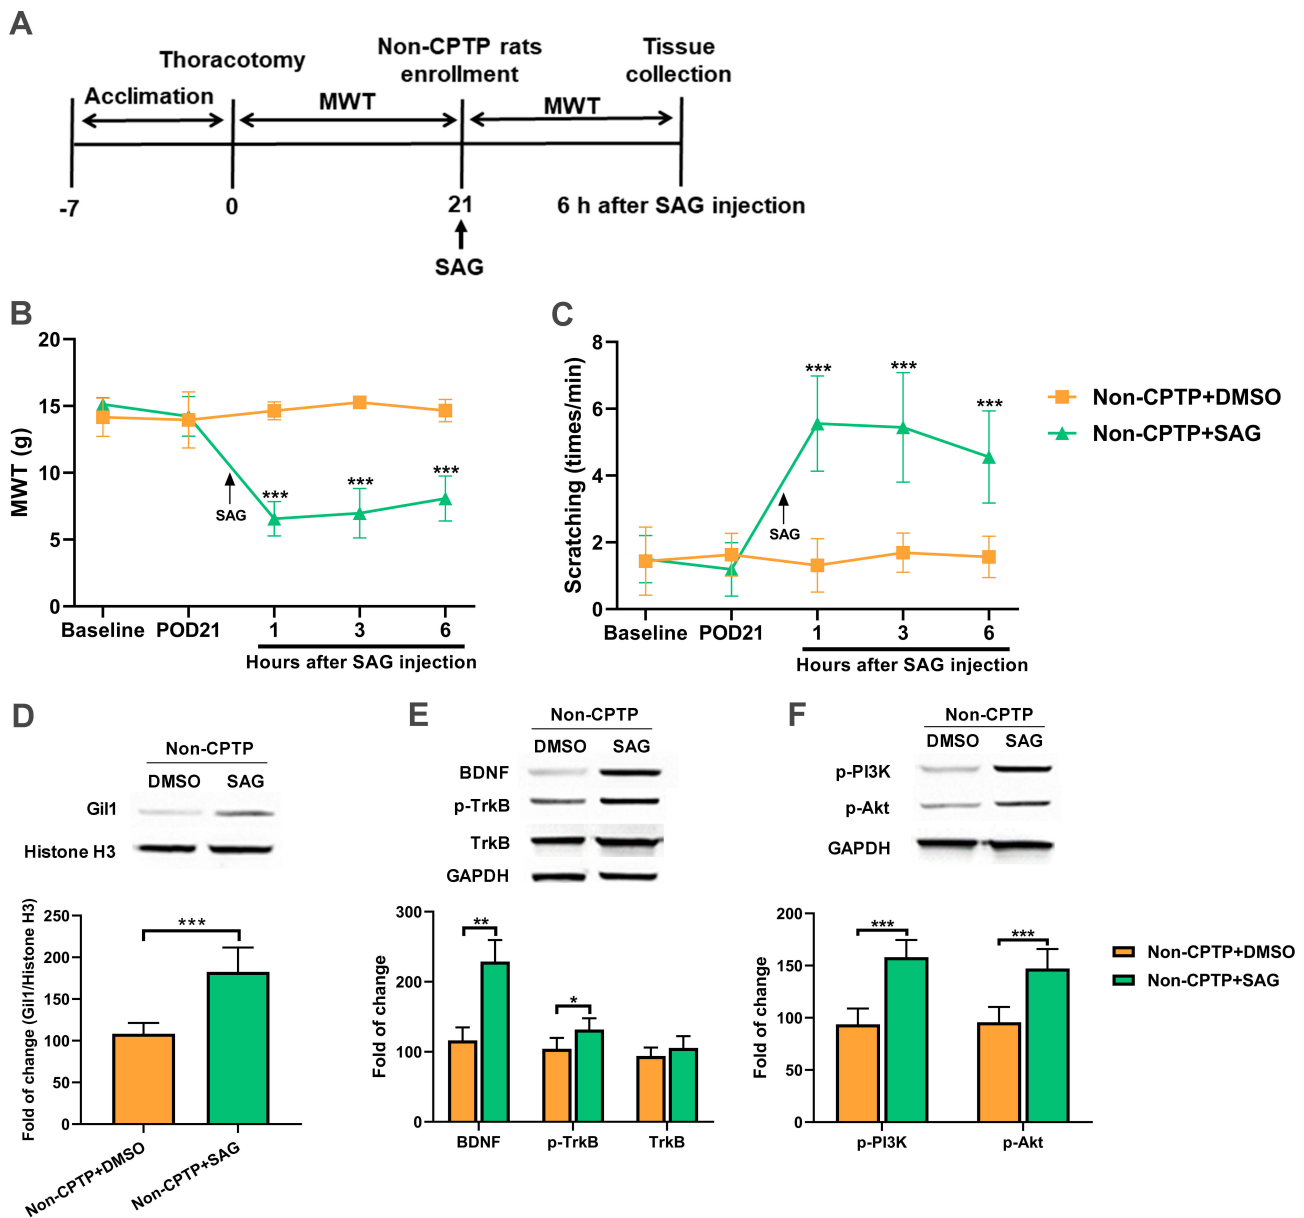 A
Thoracotomy
Non-CPTP rats
enrollment
Tissue
collection
Acclimation
MWT
MWT
-7
0
21
6 h after SAG injection
SAG
B
MWT (g)
20
15
10
5
0
***
***
***
SAG
Baseline
POD21
1
3
6
Hours after SAG injection
C
Scratching (times/min)
8
6
4
2
0
***
***
***
SAG
Baseline
POD21
1
3
6
Hours after SAG injection
Non-CPTP+DMSO
Non-CPTP+SAG
D
Non-CPTP
DMSO
SAG
Gil1
Histone H3
Fold of change (Gil1/Histone H3)
250
200
150
100
50
0
***
Non-CPTP+DMSO
Non-CPTP+SAG
E
Non-CPTP
DMSO
SAG
BDNF
p-TrkB
TrkB
GAPDH
Fold of change
300
200
100
0
**
*
BDNF
p-TrkB
TrkB
F
Non-CPTP
DMSO
SAG
p-PI3K
p-Akt
GAPDH
Fold of change
200
150
100
50
0
***
***
p-PI3K
p-Akt
Non-CPTP+DMSO
Non-CPTP+SAG